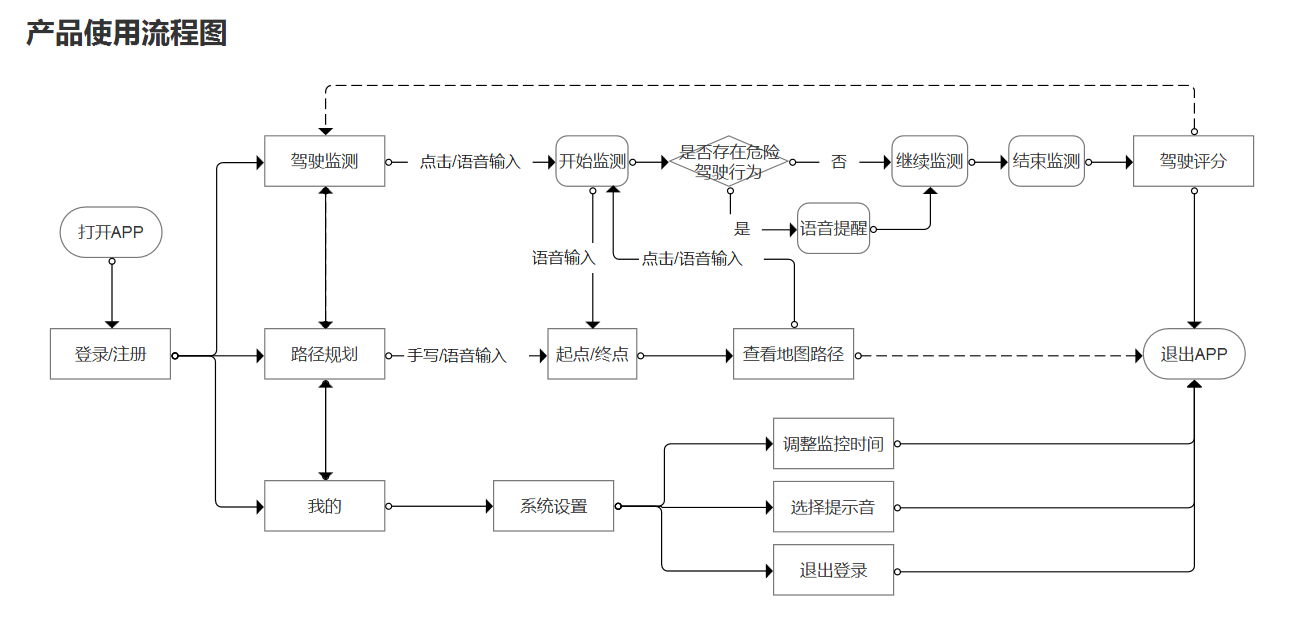 产品使用流程图
驾驶监测
点击/语音输入
开始监测
是否存在危险
驾驶行为
否
继续监测
结束监测
驾驶评分
打开APP
是
语音提醒
语音输入
点击/语音输入
登录/注册
路径规划
手写/语音输入
起点/终点
查看地图路径
退出APP
调整监控时间
我的
系统设置
选择提示音
退出登录